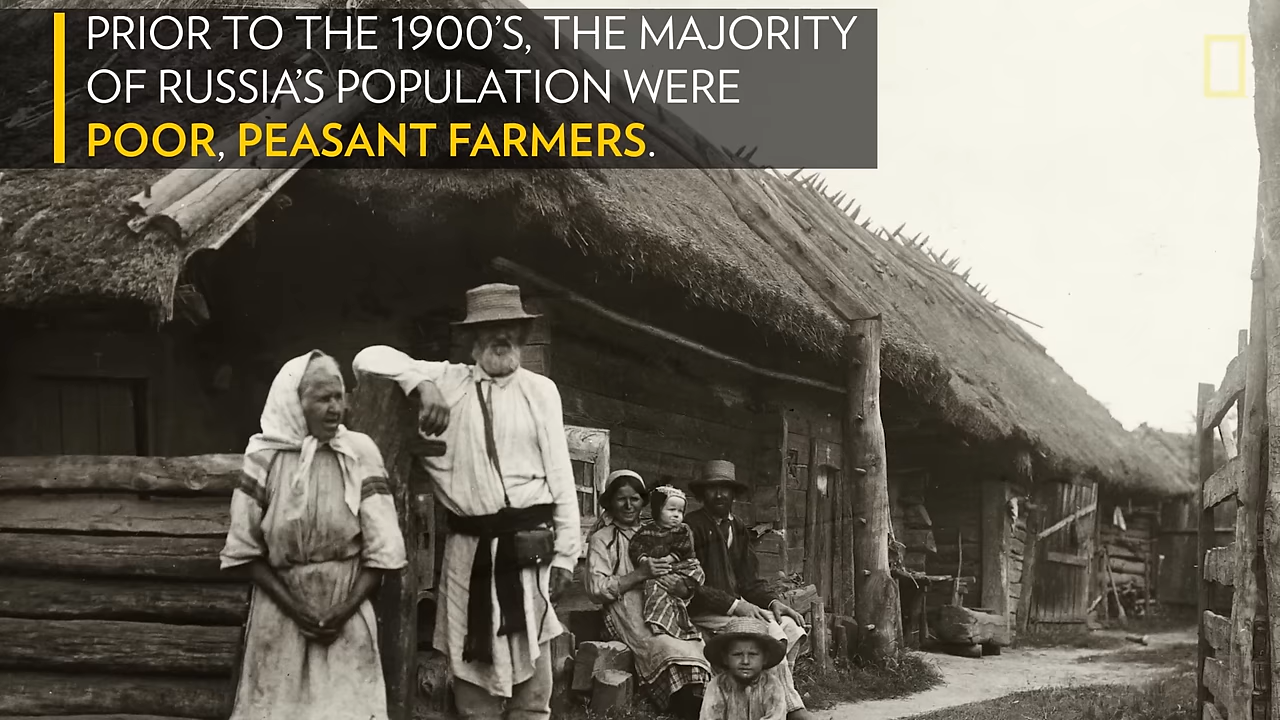 PRIOR TO THE 1900'S, THE MAJORITY
OF RUSSIA'S POPULATION WERE
POOR, PEASANT FARMERS.